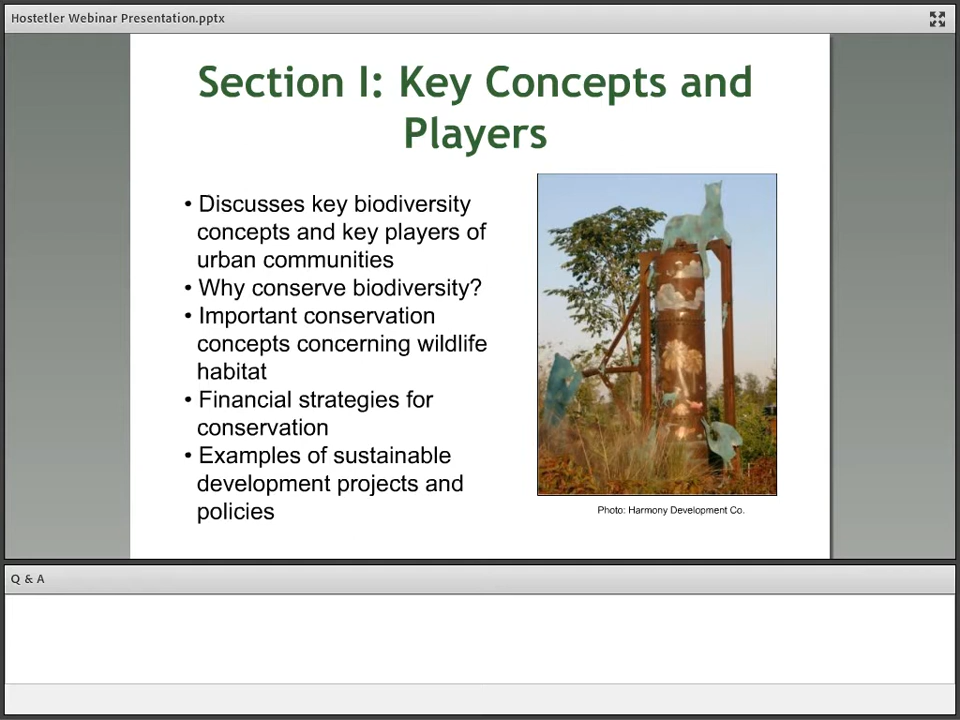 Hostetler Webinar Presentation.pptx
Section I: Key Concepts and
Players
• Discusses key biodiversity
concepts and key players of
urban communities
• Why conserve biodiversity?
• Important conservation
concepts concerning wildlife
habitat
• Financial strategies for
conservation
• Examples of sustainable
development projects and
policies
Photo: Harmony Development Co.
Q & A